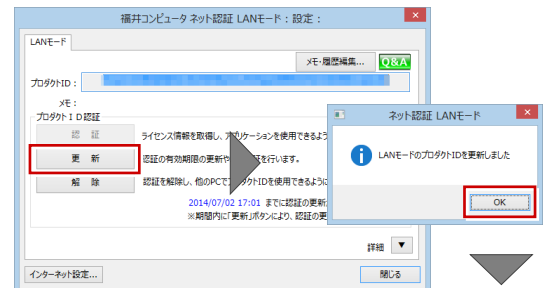 福井コンピュータ ネット認証 LANモード：設定：
LANモード
メモ・履歴編集...
Q&A
プロダクトID：
メモ：
プロダクトＩＤ認証
認 証
ライセンス情報を取得し、アプリケーションを使用できるよう
更 新
認証の有効期限の更新や
証を行います。
解 除
認証を解除し、他のPCで
ダクトIDを使用できるように
2014/07/02 17:01 までに認証の更新
※期間内に「更新」ボタンにより、認証の更
詳細
インターネット設定...
閉じる
ネット認証 LANモード
LANモードのプロダクトIDを更新しました
OK